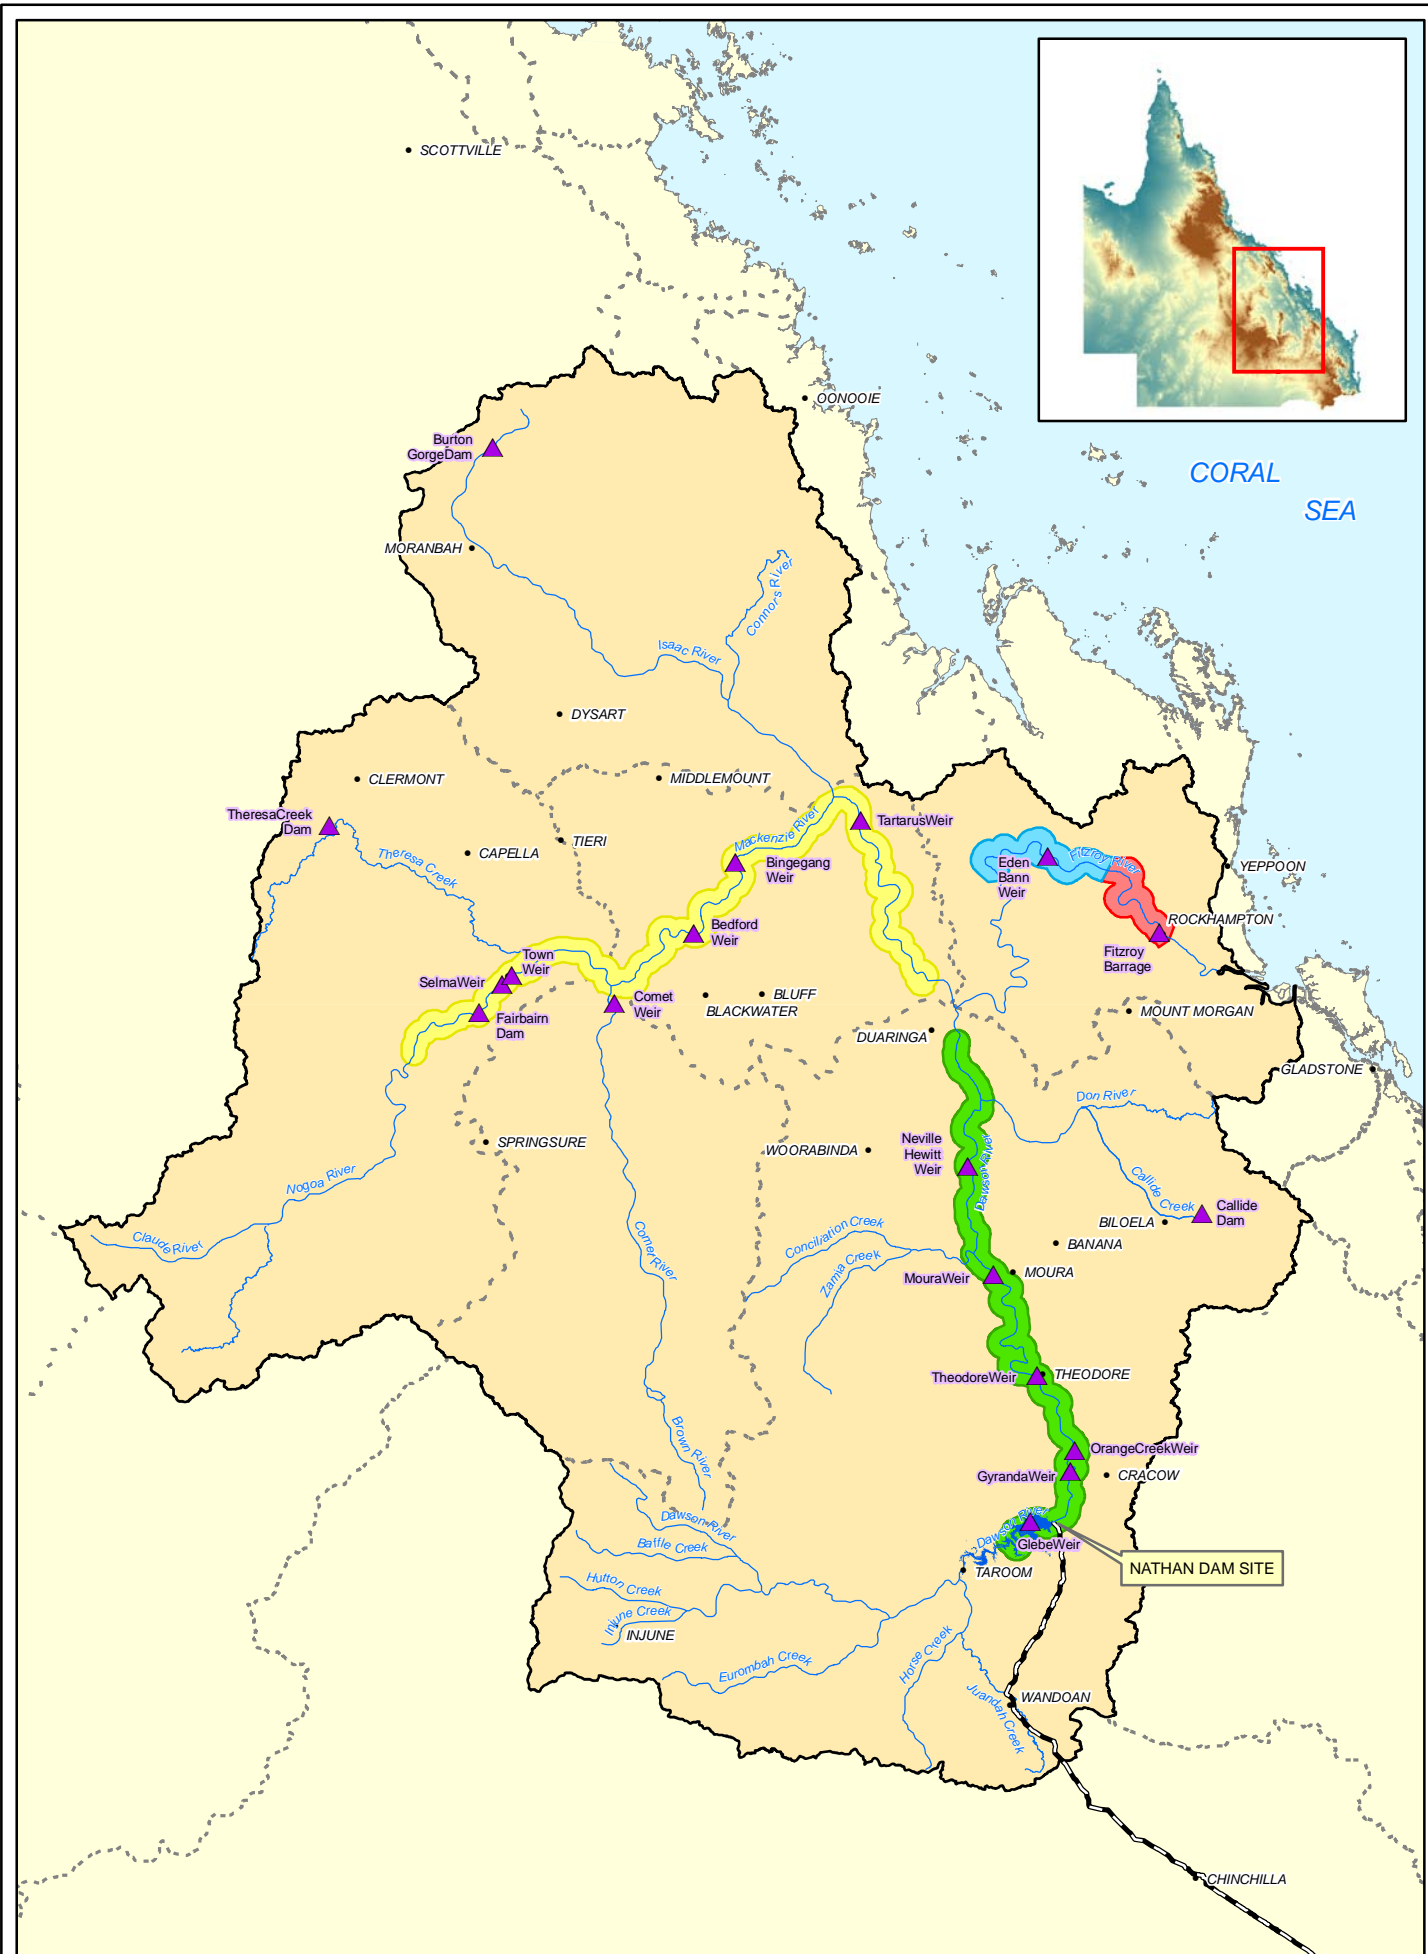 SCOTTVILLE
OONOOIE
CORAL
SEA
Burton
GorgeDam
MORANBAH
Connors River
Isaac River
DYSART
CLERMONT
MIDDLEMOUNT
TheresaCreek
Dam
TartarusWeir
Mackenzie River
TIERI
CAPELLA
Theresa Creek
Bingegang
Weir
Eden
Bann
Weir
Fitzroy River
YEPPOON
ROCKHAMPTON
Bedford
Weir
Fitzroy
Barrage
Town
Weir
SelmaWeir
Fairbairn
Dam
Comet
Weir
BLUFF
BLACKWATER
MOUNT MORGAN
DUARINGA
GLADSTONE
Don River
SPRINGSURE
WOORABINDA
Neville
Hewitt
Weir
Dawson River
Nogoa River
Callide Creek
Callide
Dam
BILOELA
BANANA
Claude River
Comer River
Conciliation Creek
Zamia Creek
MouraWeir
MOURA
TheodoreWeir
THEODORE
Brown River
OrangeCreekWeir
GyrandaWeir
CRACOW
Dawson River
Dawson River
GlebeWeir
Baffle Creek
NATHAN DAM SITE
TAROOM
Hutton Creek
Injune Creek
INJUNE
Eurombah Creek
Horse Creek
Juandah Creek
WANDOAN
CHINCHILLA